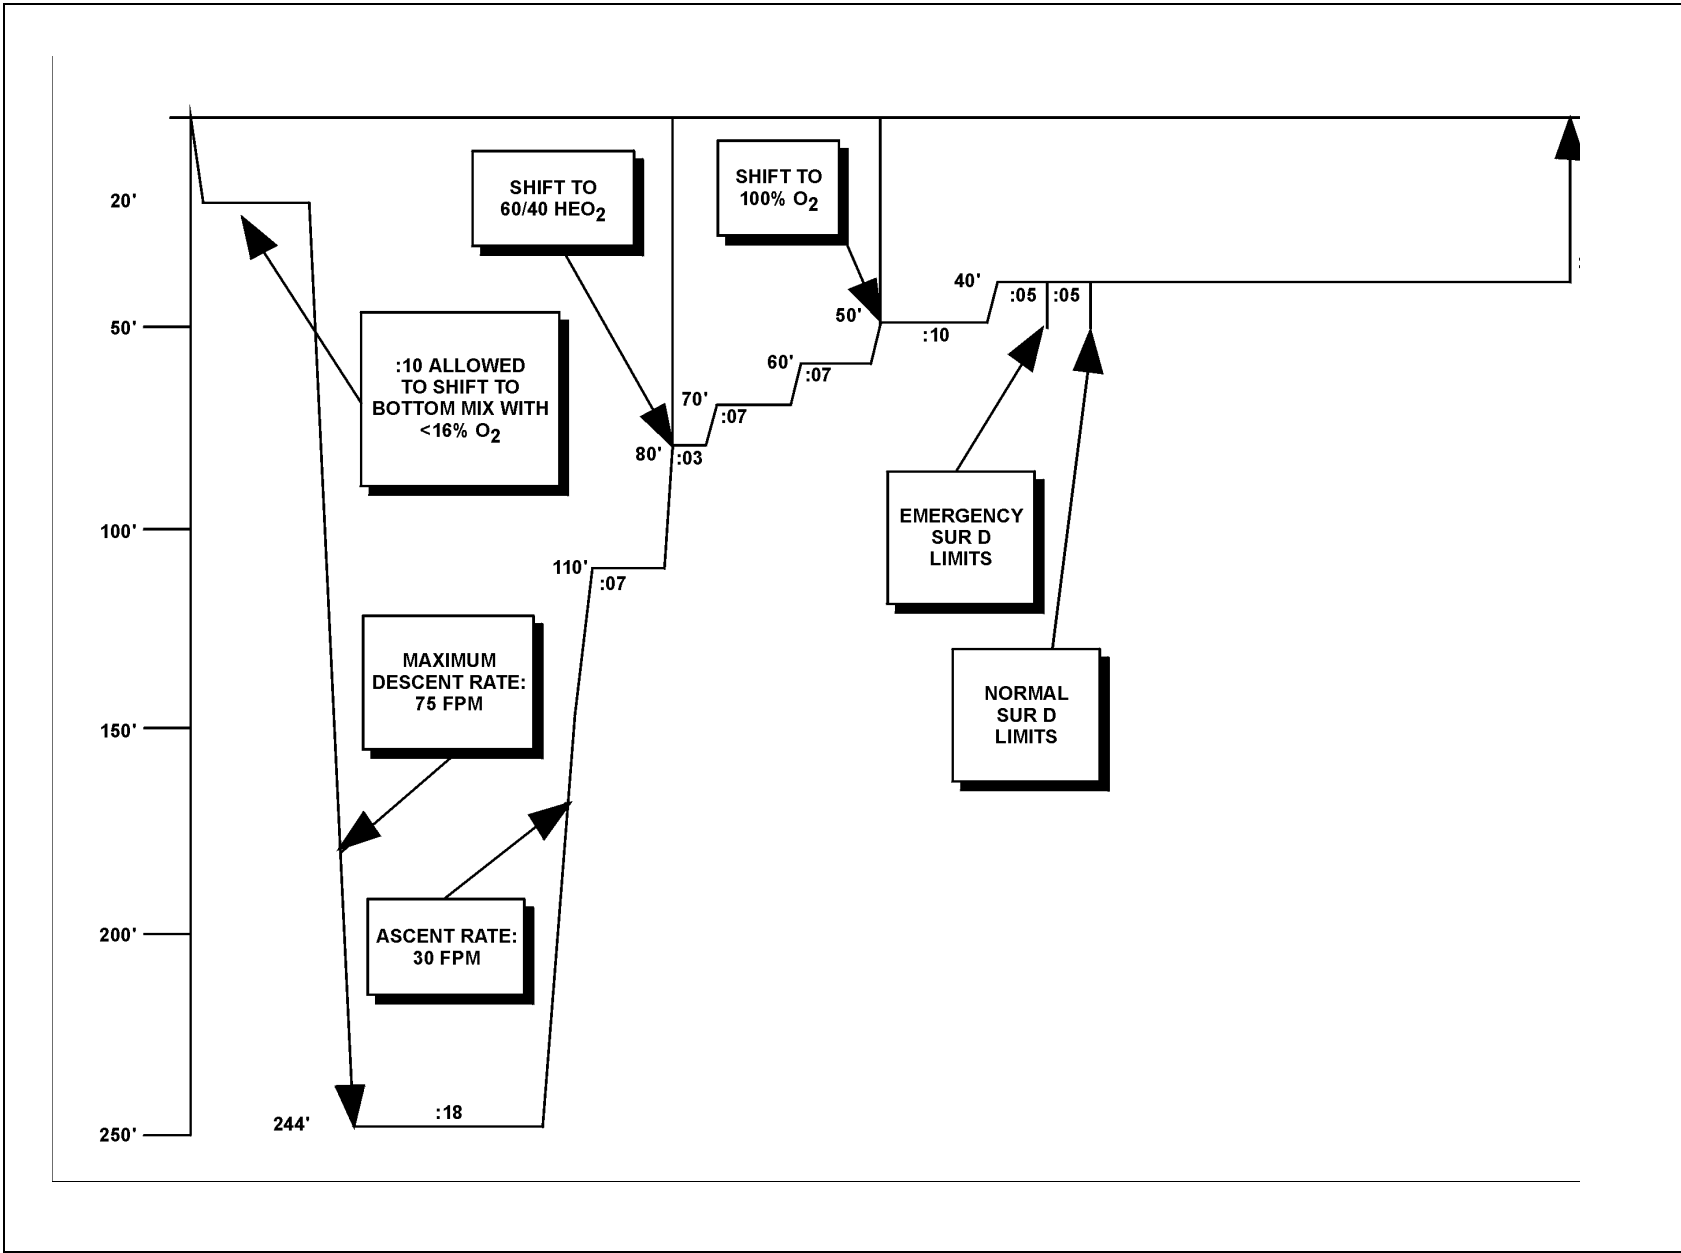 SHIFT TO
60/40 HEO2
SHIFT TO
100% O2
20'
50'
100'
150'
200'
250'
:10 ALLOWED
TO SHIFT TO
BOTTOM MIX WITH
<16% O2
MAXIMUM
DESCENT RATE:
75 FPM
ASCENT RATE:
30 FPM
244'
:18
110'
:07
80'
:03
70'
:07
60'
:07
50'
:10
40'
:05
:05
EMERGENCY
SUR D
LIMITS
NORMAL
SUR D
LIMITS